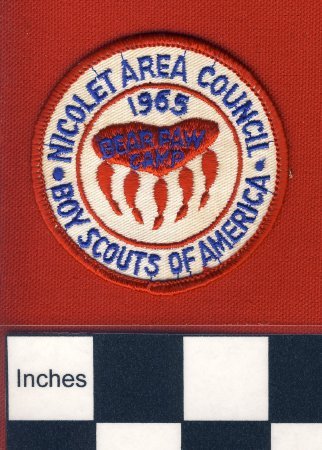 • NICOLET AREA COUNCIL •
1965
BEAR PAW
CAMP
BOY SCOUTS OF AMERICA
Inches